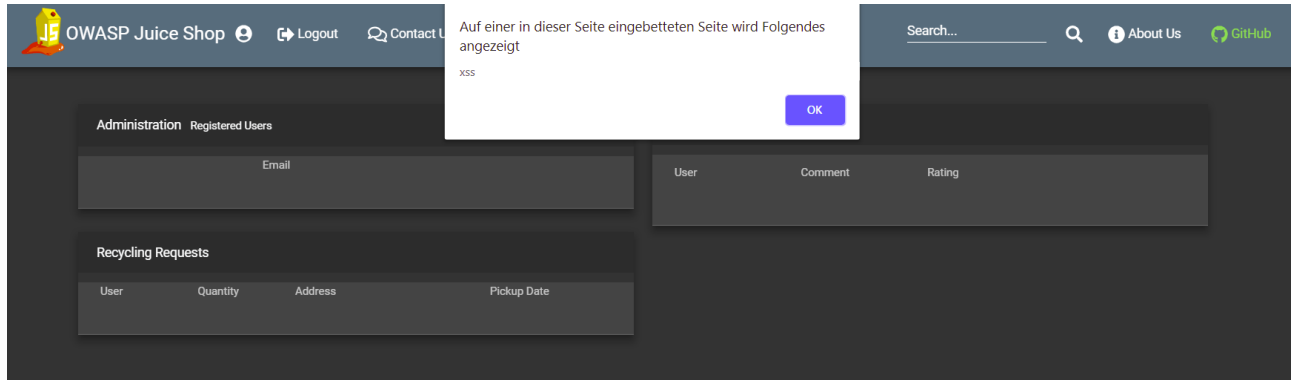 OWASP Juice Shop
Logout
Contact U
Search...
About Us
GitHub
Auf einer in dieser Seite eingebetteten Seite wird Folgendes
angezeigt
xss
OK
Administration Registered Users
Email
User Comment Rating
Recycling Requests
User Quantity Address Pickup Date